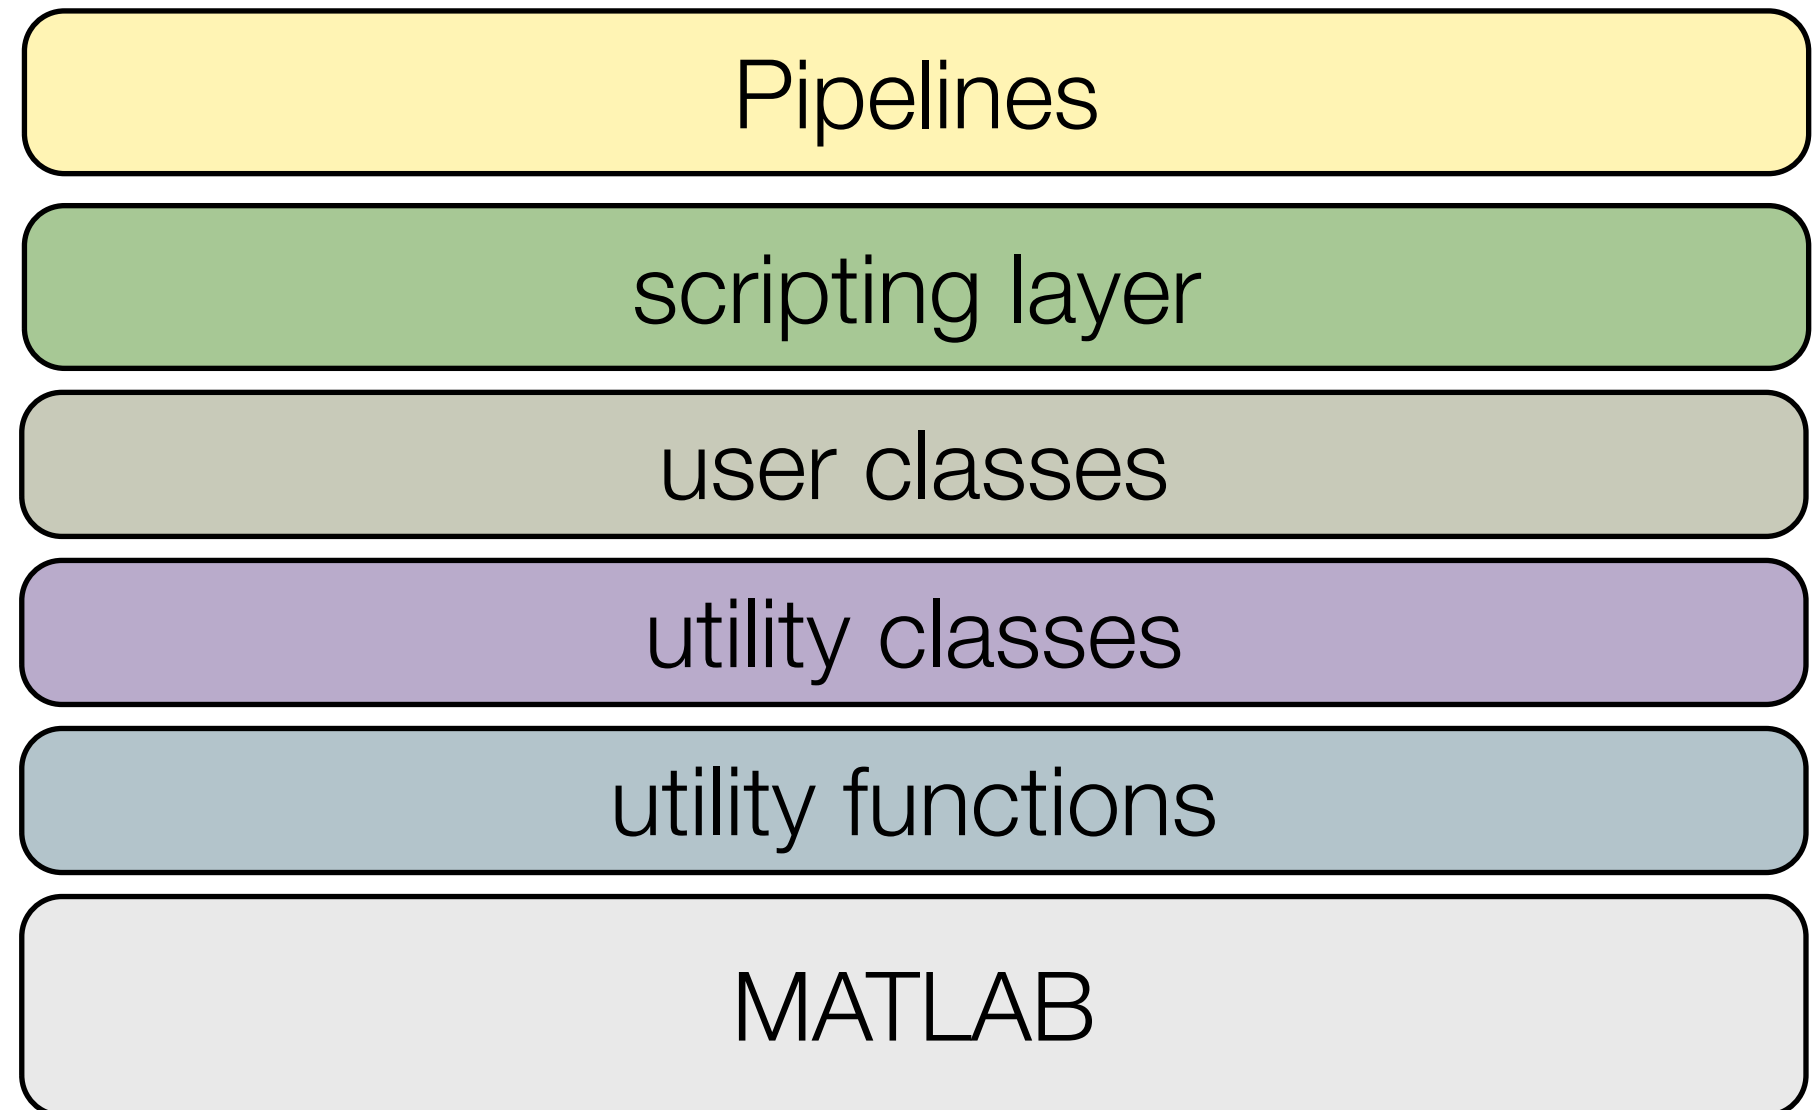 Pipelines
scripting layer
user classes
utility classes
utility functions
MATLAB